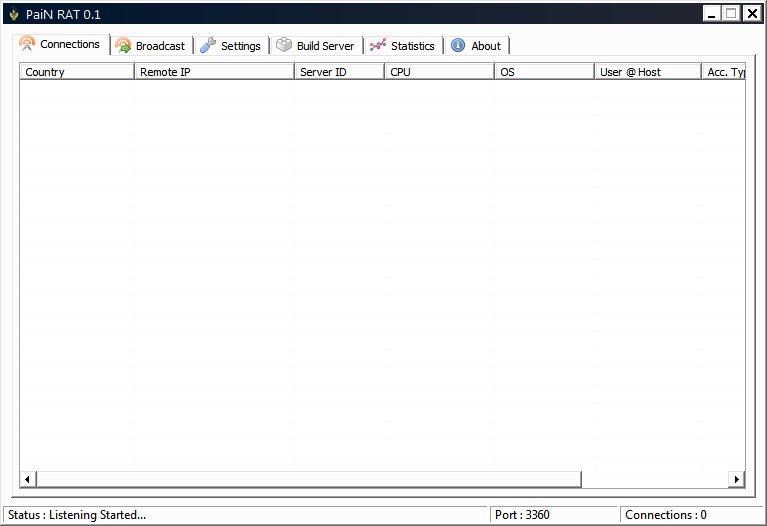 PaiN RAT 0.1
Connections Broadcast Settings Build Server Statistics About
Country Remote IP Server ID CPU OS User @ Host Acc. Typ
Status : Listening Started... Port : 3360 Connections : 0